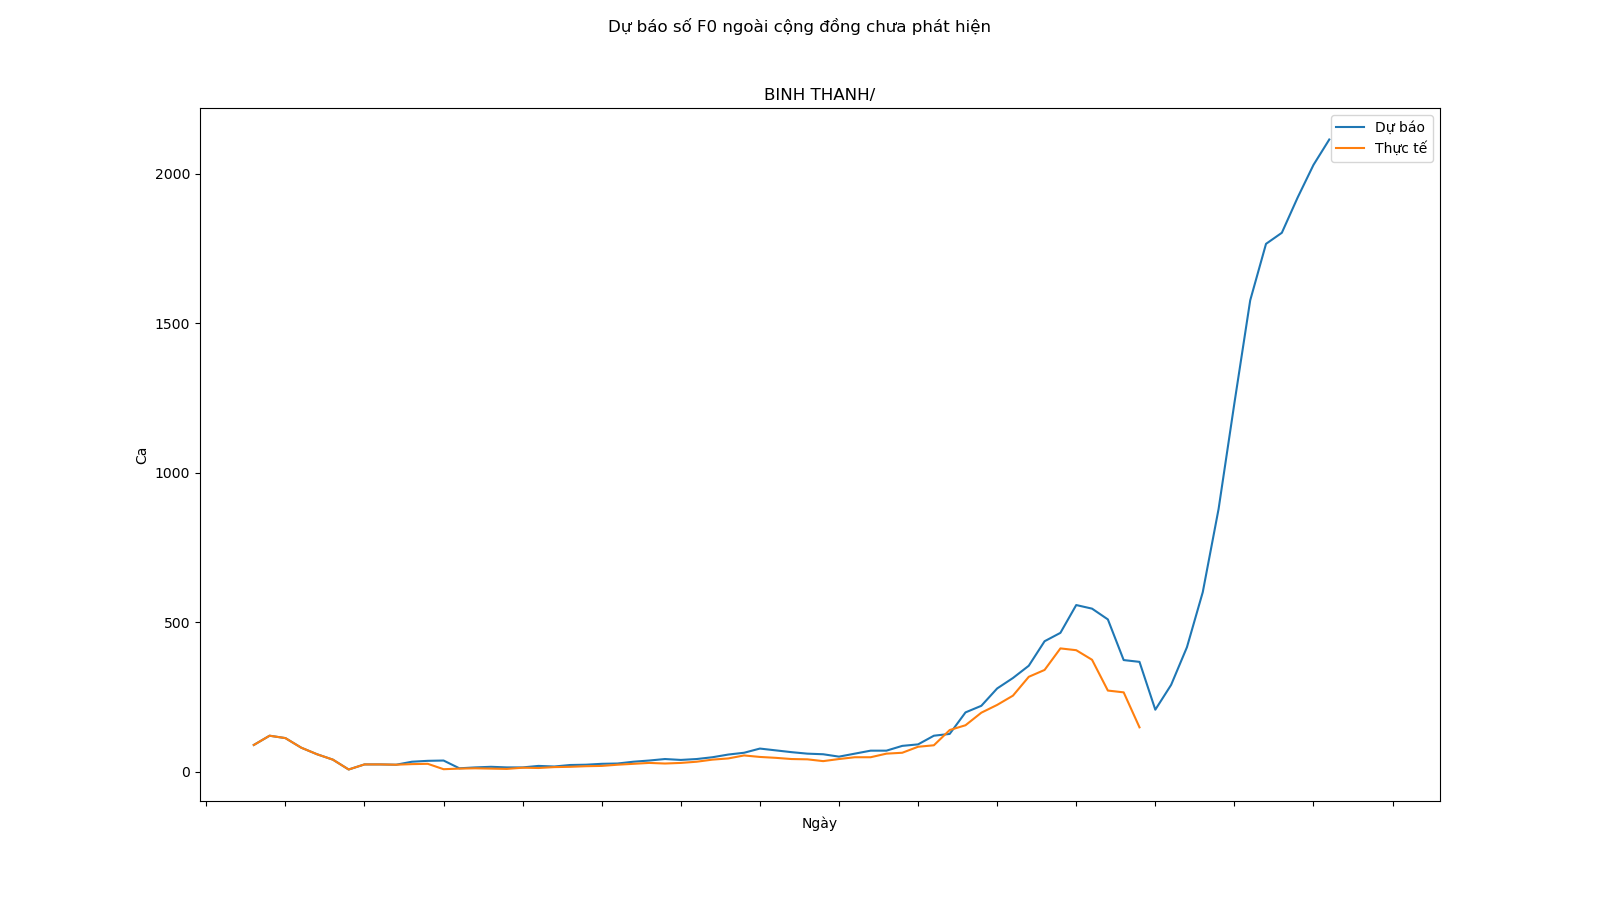 Dự báo số F0 ngoài cộng đồng chưa phát hiện
BINH THANH/
Dự báo
Thực tế
2000
1500
1000
500
0
Ca
Ngày